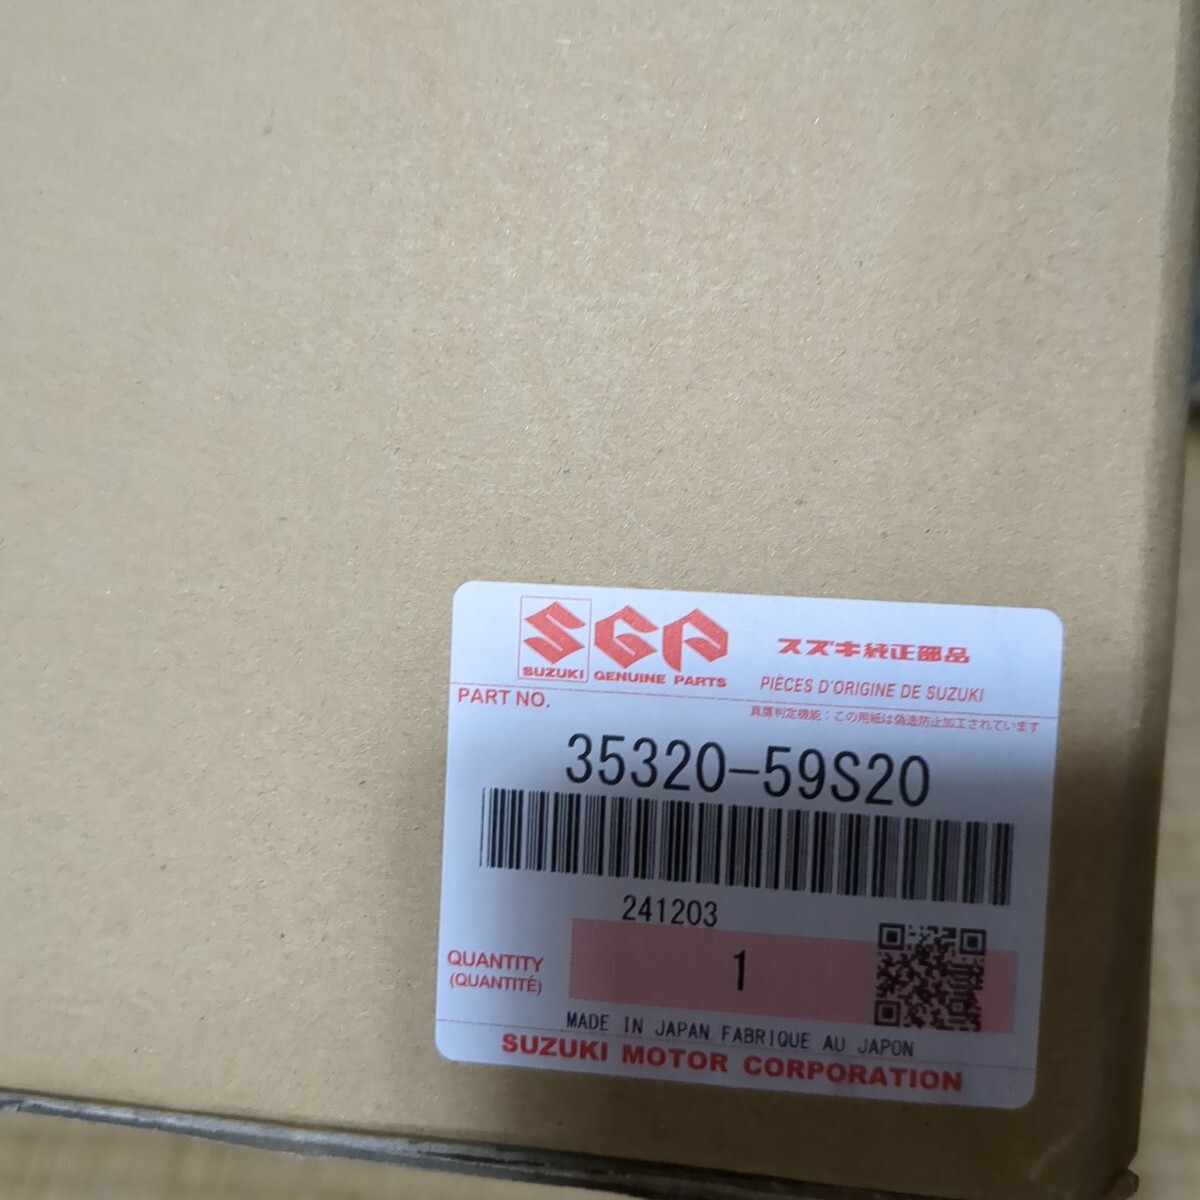 SGP
SUZUKI GENUINE PARTS
スズキ純正部品
PIÈCES D'ORIGINE DE SUZUKI
PART NO.
真贋判定機能：この用紙は偽造防止加工されています
35320-59S20
241203
QUANTITY
(QUANTITÉ)
1
MADE IN JAPAN FABRIQUE AU JAPON
SUZUKI MOTOR CORPORATION